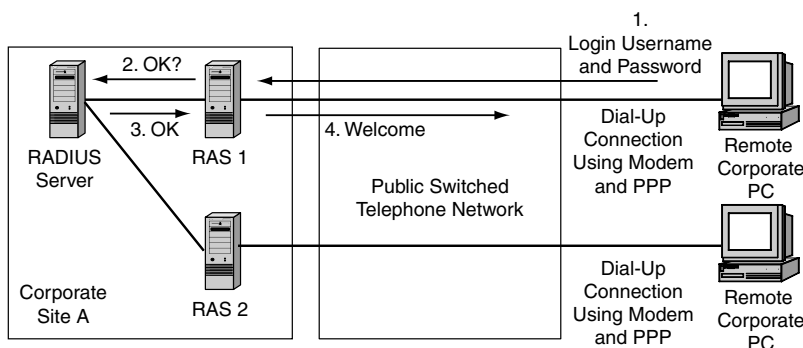 1.
Login Username
and Password
2. OK?
3. OK
4. Welcome
RADIUS
Server
RAS 1
Dial-Up
Connection
Using Modem
and PPP
Remote
Corporate
PC
Public Switched
Telephone Network
Corporate
Site A
RAS 2
Dial-Up
Connection
Using Modem
and PPP
Remote
Corporate
PC